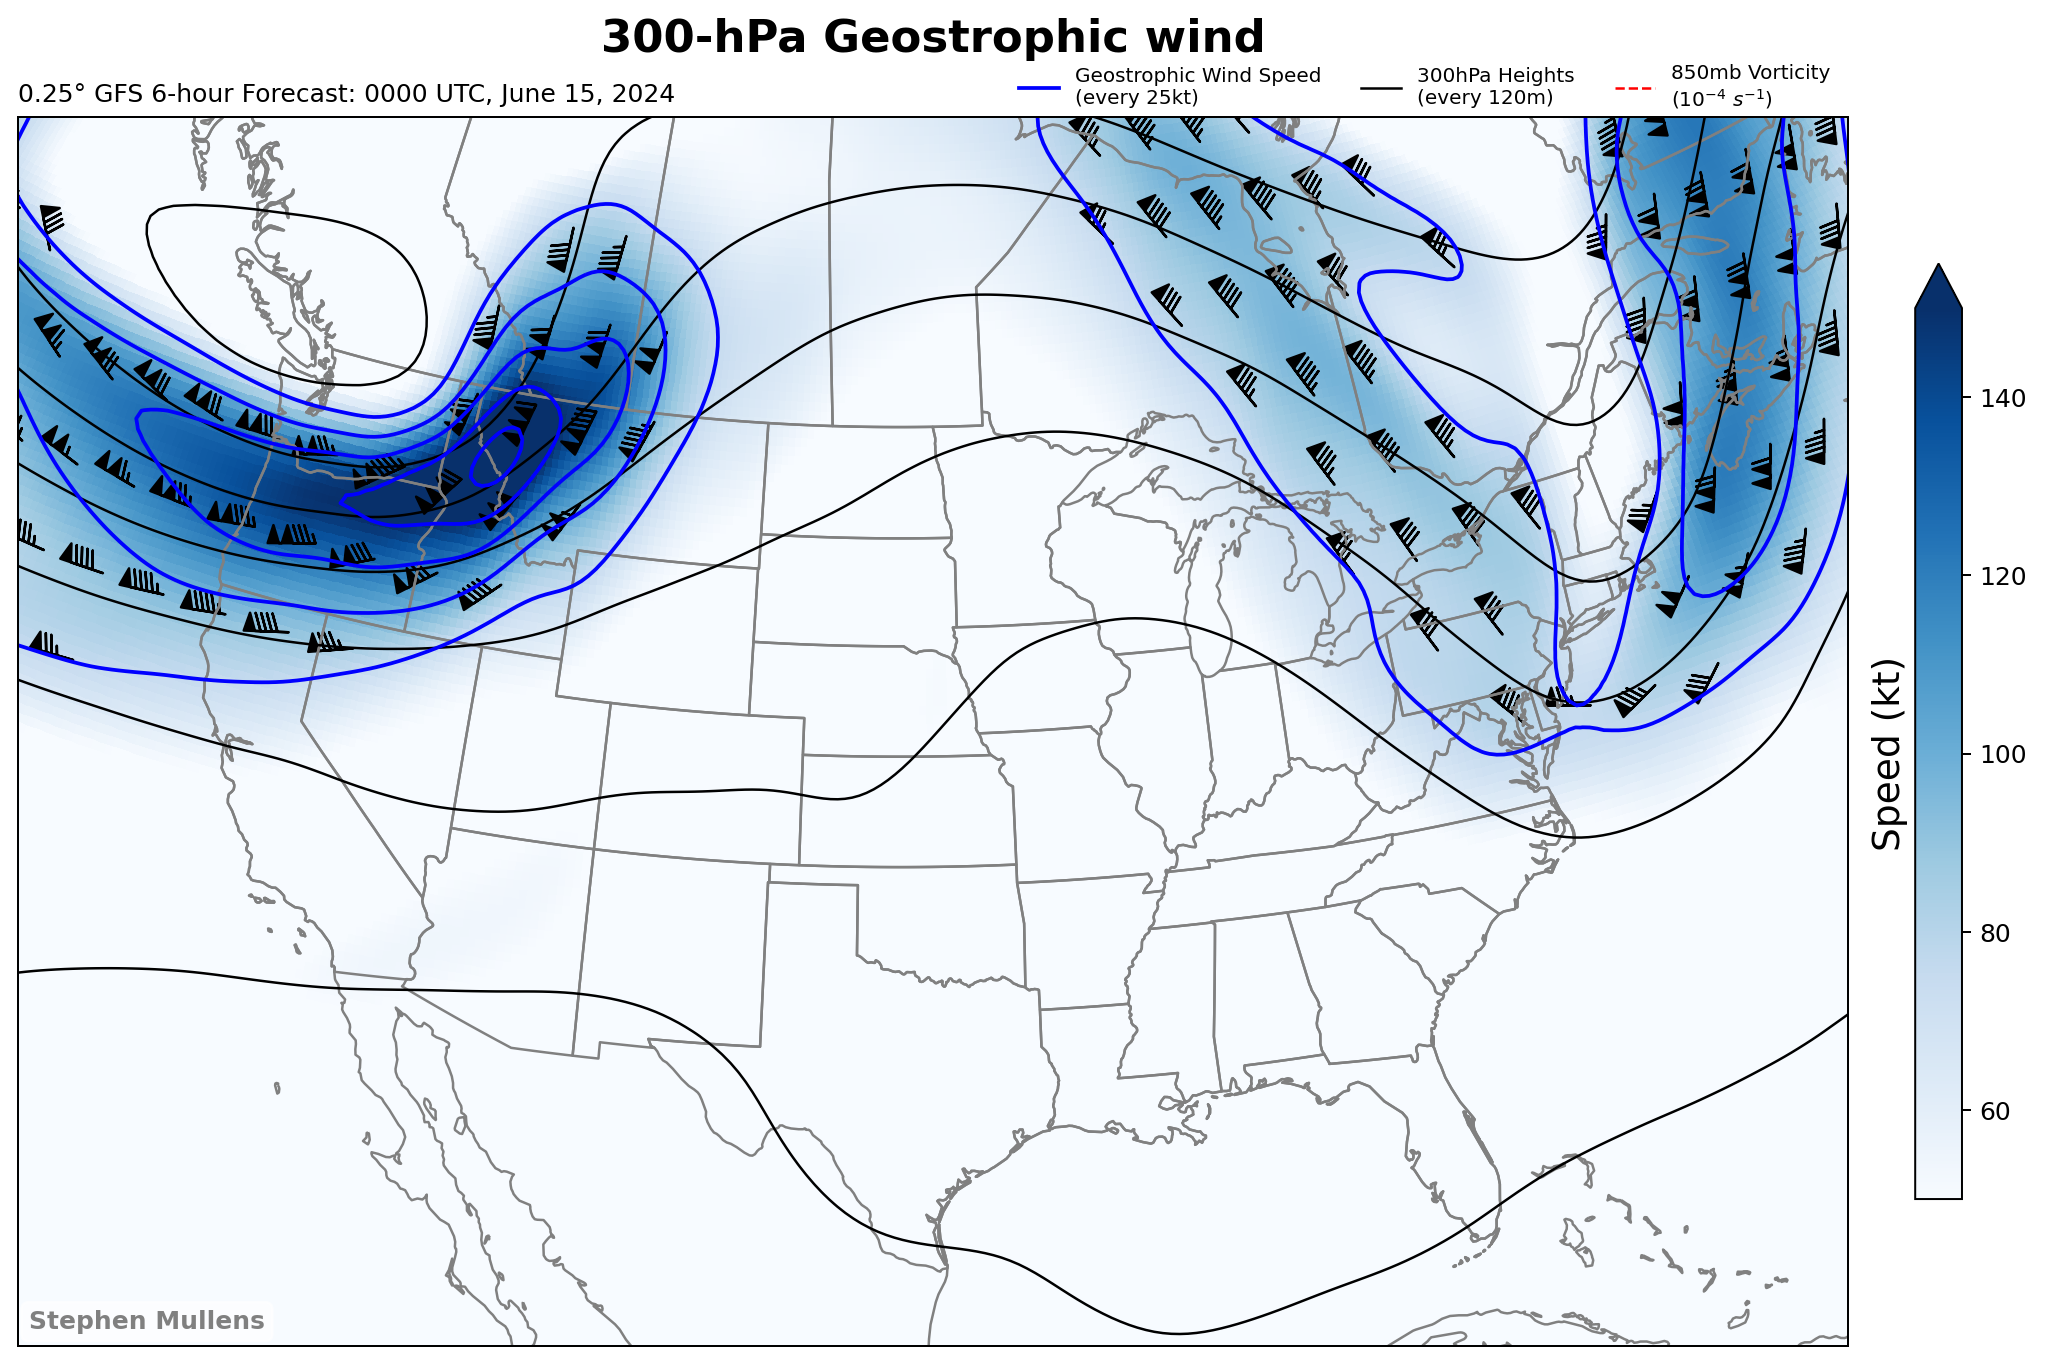 300-hPa Geostrophic wind
0.25° GFS 6-hour Forecast: 0000 UTC, June 15, 2024
Geostrophic Wind Speed
(every 25kt)
300hPa Heights
(every 120m)
850mb Vorticity
(10⁻⁴ s⁻¹)
140
120
100
80
60
Speed (kt)
Stephen Mullens